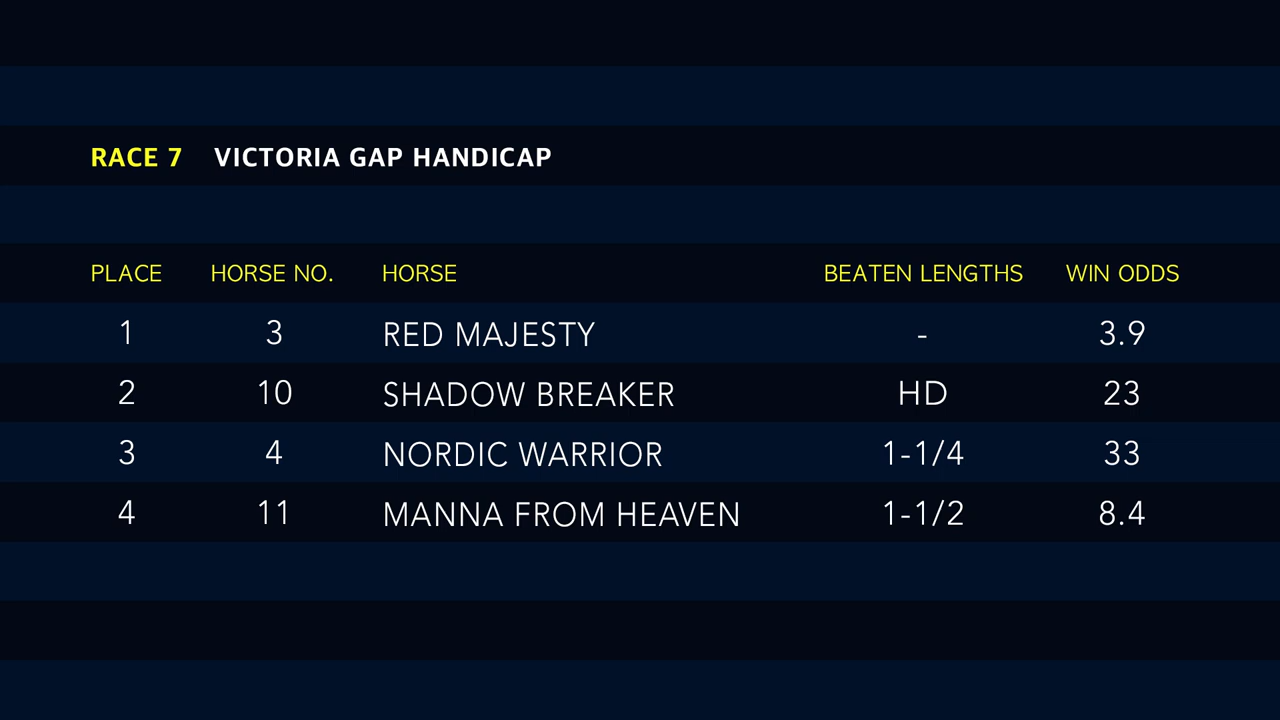 RACE 7 VICTORIA GAP HANDICAP
PLACE HORSE NO. HORSE BEATEN LENGTHS WIN ODDS
1 3 RED MAJESTY - 3.9
2 10 SHADOW BREAKER HD 23
3 4 NORDIC WARRIOR 1-1/4 33
4 11 MANNA FROM HEAVEN 1-1/2 8.4